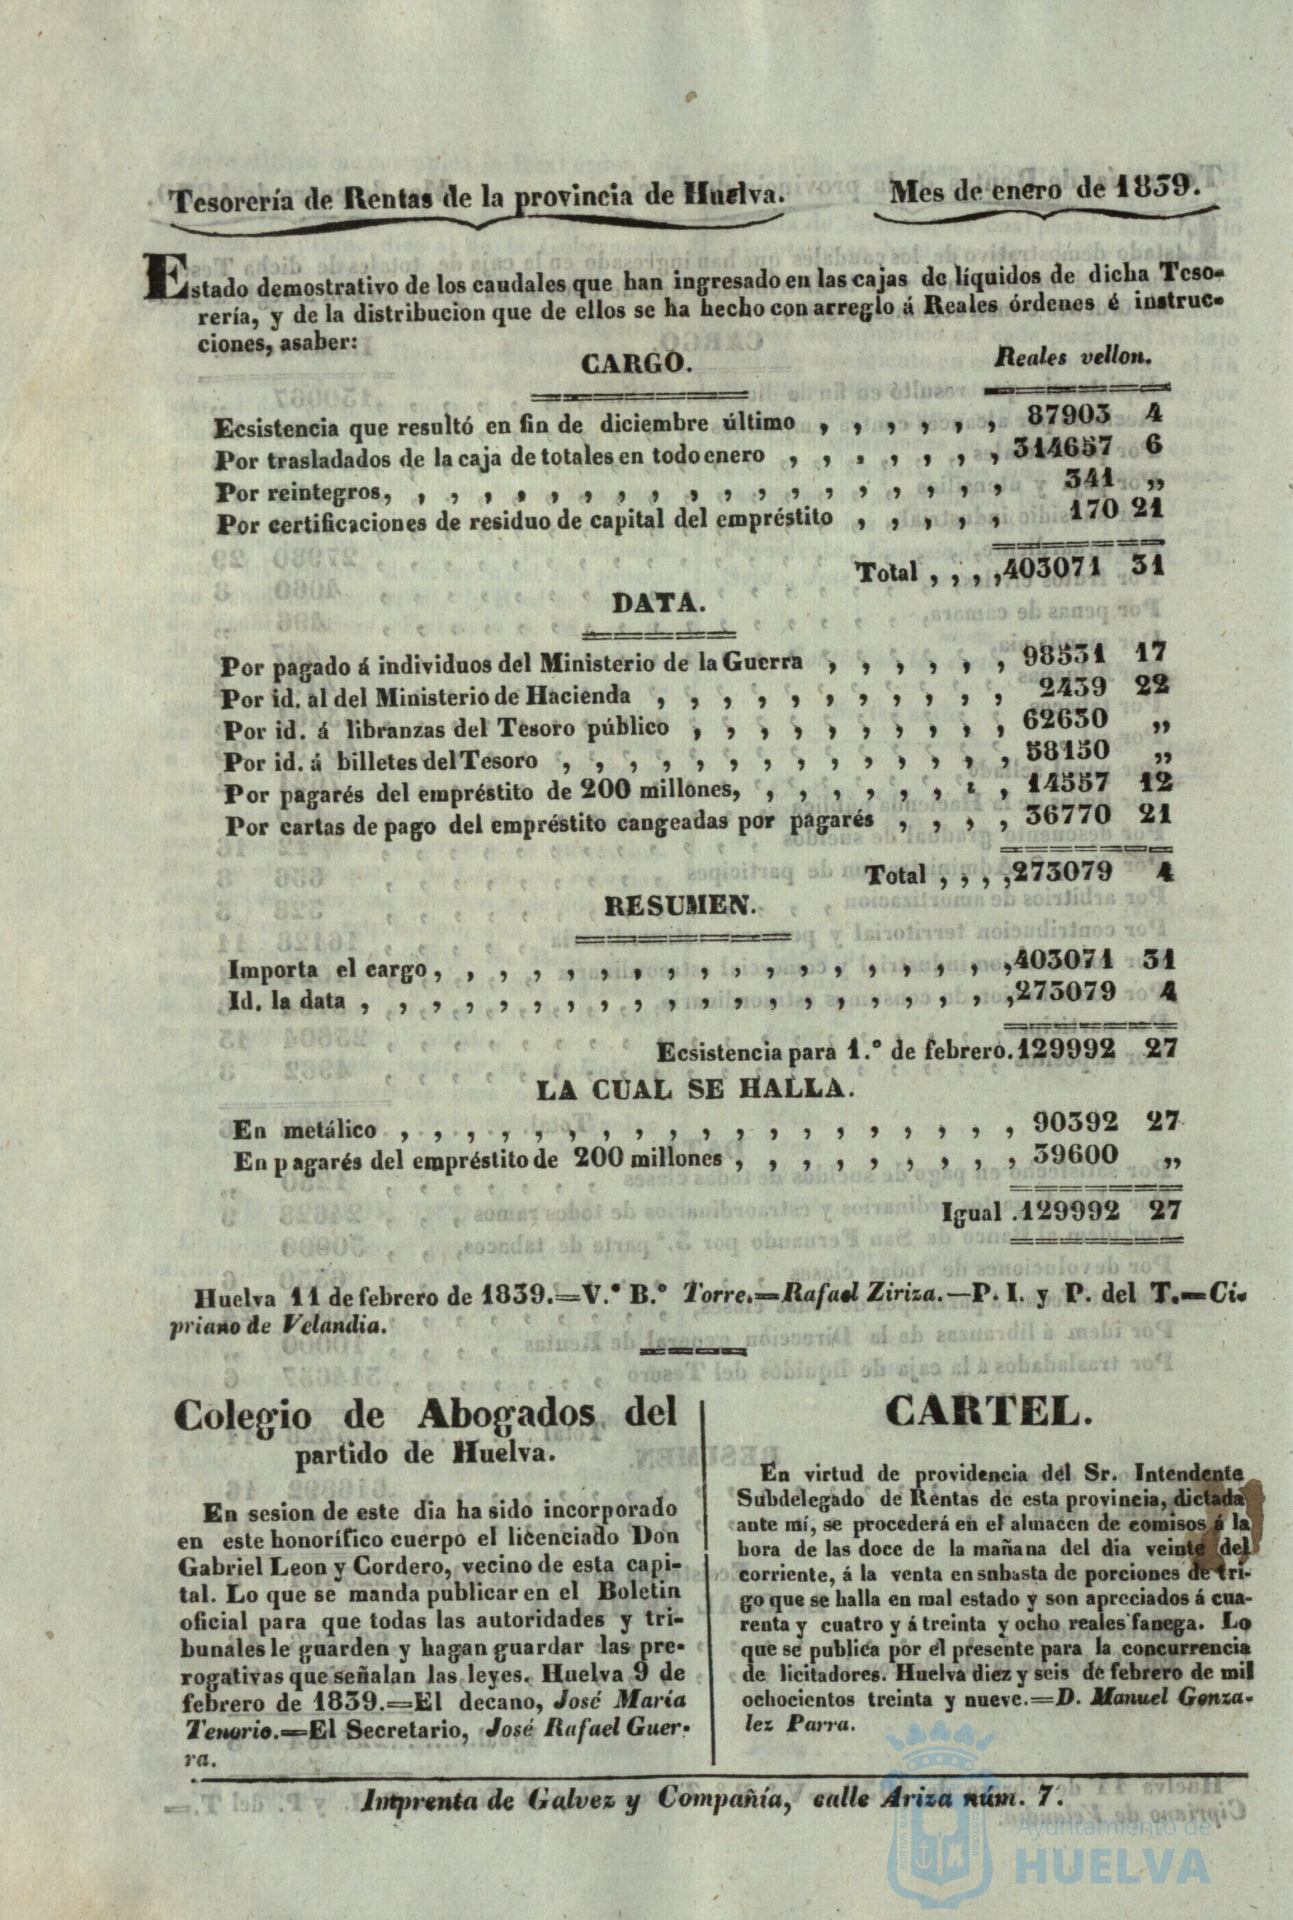 Tesorería de Rentas de la provincia de Huelva. Mes de enero de 1839.
Estado demostrativo de los caudales que han ingresado en las cajas de líquidos de dicha Teso-
rería, y de la distribucion que de ellos se ha hecho con arreglo á Reales órdenes é instruc-
ciones, asaber:
CARGO. Reales vellon.
Ecsistencia que resultó en fin de diciembre último , , , , , , 87903 4
Por trasladados de la caja de totales en todo enero , , , , , , , 314657 6
Por reintegros, , , , , , , , , , , , , , , , , , , 341 „
Por certificaciones de residuo de capital del empréstito , , , , , 170 21
Total , , , ,403071 31
DATA.
Por pagado á individuos del Ministerio de la Guerra , , , , , , 98531 17
Por id. al del Ministerio de Hacienda , , , , , , , , , , , 2439 22
Por id. á libranzas del Tesoro público , , , , , , , , , , 62630 „
Por id. á billetes del Tesoro , , , , , , , , , , , , , , 58150 „
Por pagarés del empréstito de 200 millones, , , , , , , , , 14557 12
Por cartas de pago del empréstito cangeadas por pagarés , , , , 36770 21
Total , , , ,273079 4
RESUMEN.
Importa el cargo, , , , , , , , , , , , , , , , , ,403071 31
Id. la data , , , , , , , , , , , , , , , , , , , ,273079 4
Ecsistencia para 1.º de febrero.129992 27
LA CUAL SE HALLA.
En metálico , , , , , , , , , , , , , , , , , , , 90392 27
En pagarés del empréstito de 200 millones , , , , , , , , , 39600 „
Igual .129992 27
Huelva 11 de febrero de 1839.=V.º B.º Torre.=Rafael Ziriza.—P. I. y P. del T.=Ci-
priano de Velandia.
Colegio de Abogados del
partido de Huelva.
En sesion de este dia ha sido incorporado
en este honorífico cuerpo el licenciado Don
Gabriel Leon y Cordero, vecino de esta capi-
tal. Lo que se manda publicar en el Boletin
oficial para que todas las autoridades y tri-
bunales le guarden y hagan guardar las pre-
rogativas que señalan las leyes. Huelva 9 de
febrero de 1839.=El decano, José María
Tenorio.=El Secretario, José Rafael Guer-
ra.
CARTEL.
En virtud de providencia del Sr. Intendente
Subdelegado de Rentas de esta provincia, dictada
ante mí, se procederá en el almacen de comisos á la
hora de las doce de la mañana del dia veinte del
corriente, á la venta en snbasta de porciones de tri-
go que se halla en mal estado y son apreciados á cua-
renta y cuatro y á treinta y ocho reales fanega. Lo
que se publica por el presente para la concurrencia
de licitadores. Huelva diez y seis de febrero de mil
ochocientos treinta y nueve.=D. Manuel Gonza-
lez Parra.
Imprenta de Galvez y Compañía, calle Ariza núm. 7.
Ayuntamiento de
HUELVA